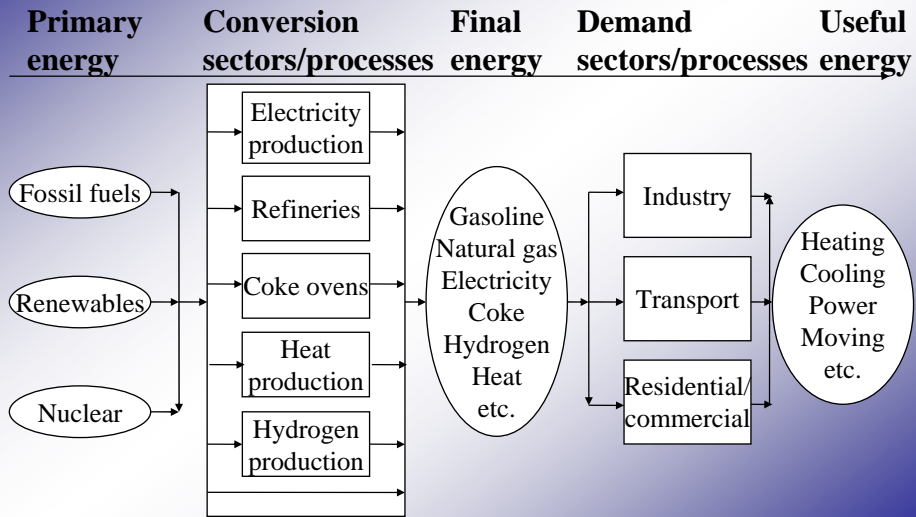 Primary
energy
Conversion
sectors/processes
Final
energy
Demand
sectors/processes
Useful
energy
Fossil fuels
Renewables
Nuclear
Electricity
production
Refineries
Coke ovens
Heat
production
Hydrogen
production
Gasoline
Natural gas
Electricity
Coke
Hydrogen
Heat
etc.
Industry
Transport
Residential/
commercial
Heating
Cooling
Power
Moving
etc.